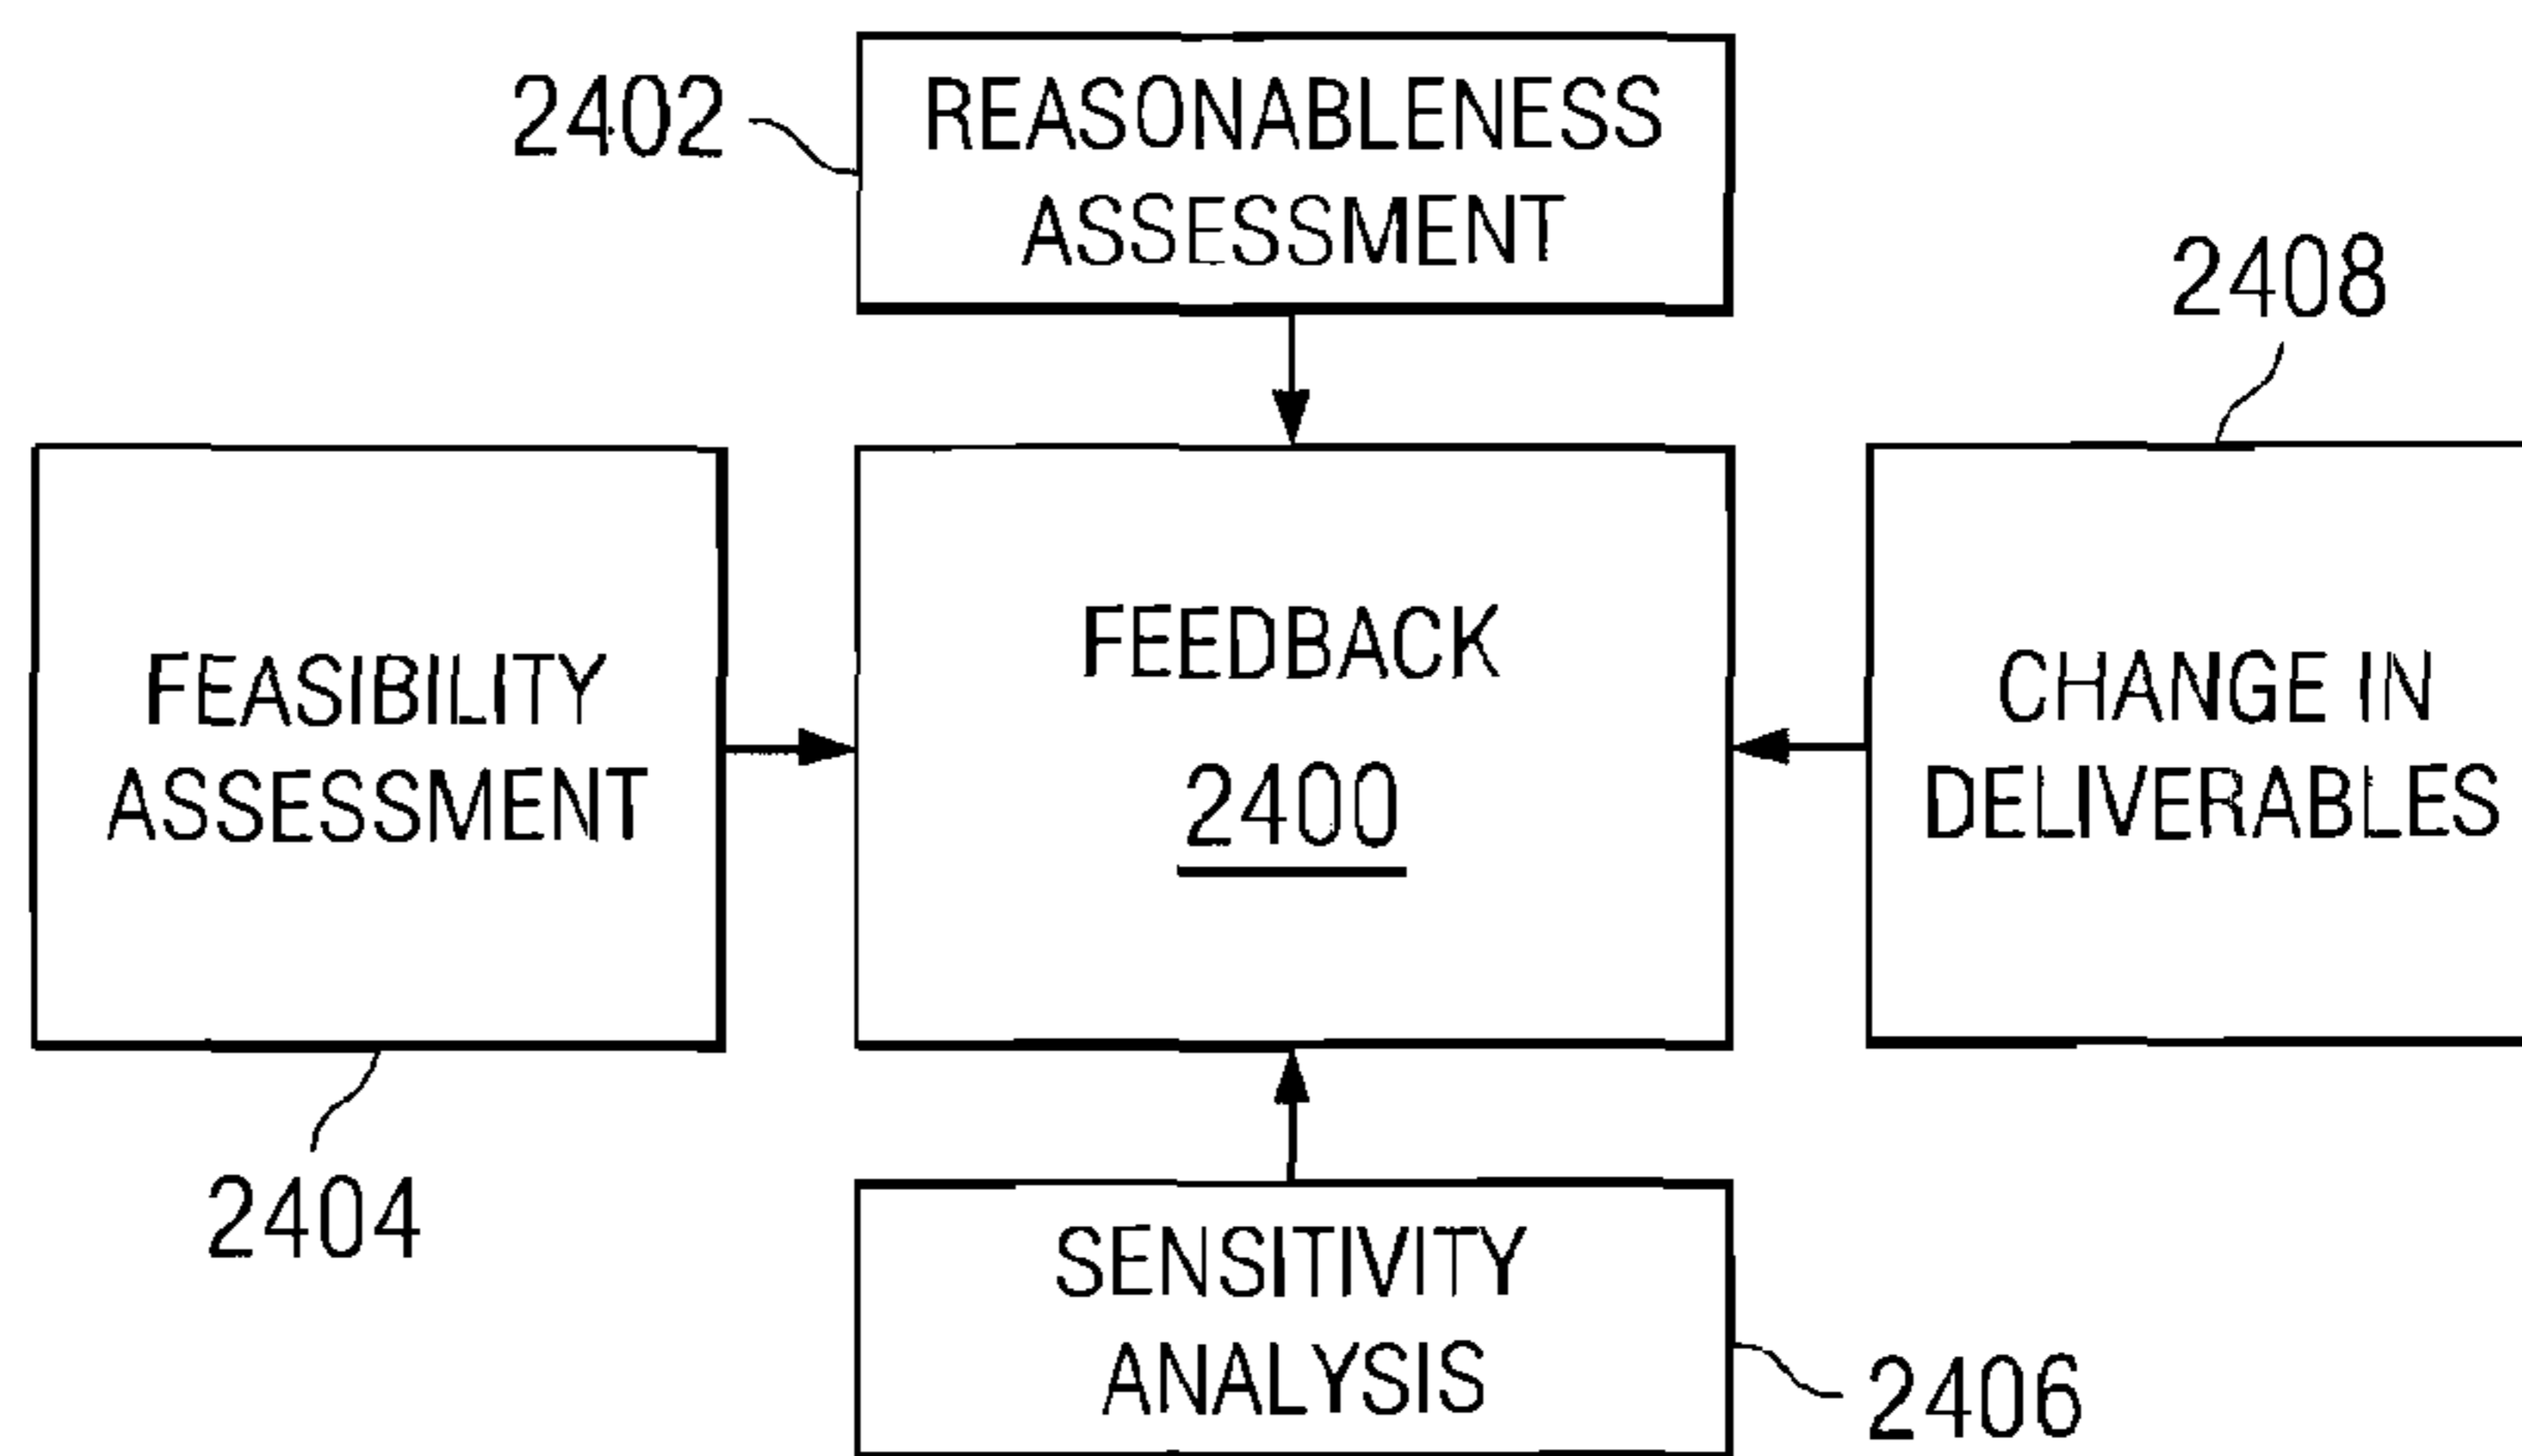 2402
REASONABLENESS
ASSESSMENT
2408
FEASIBILITY
ASSESSMENT
FEEDBACK
2400
CHANGE IN
DELIVERABLES
2404
SENSITIVITY
ANALYSIS
2406